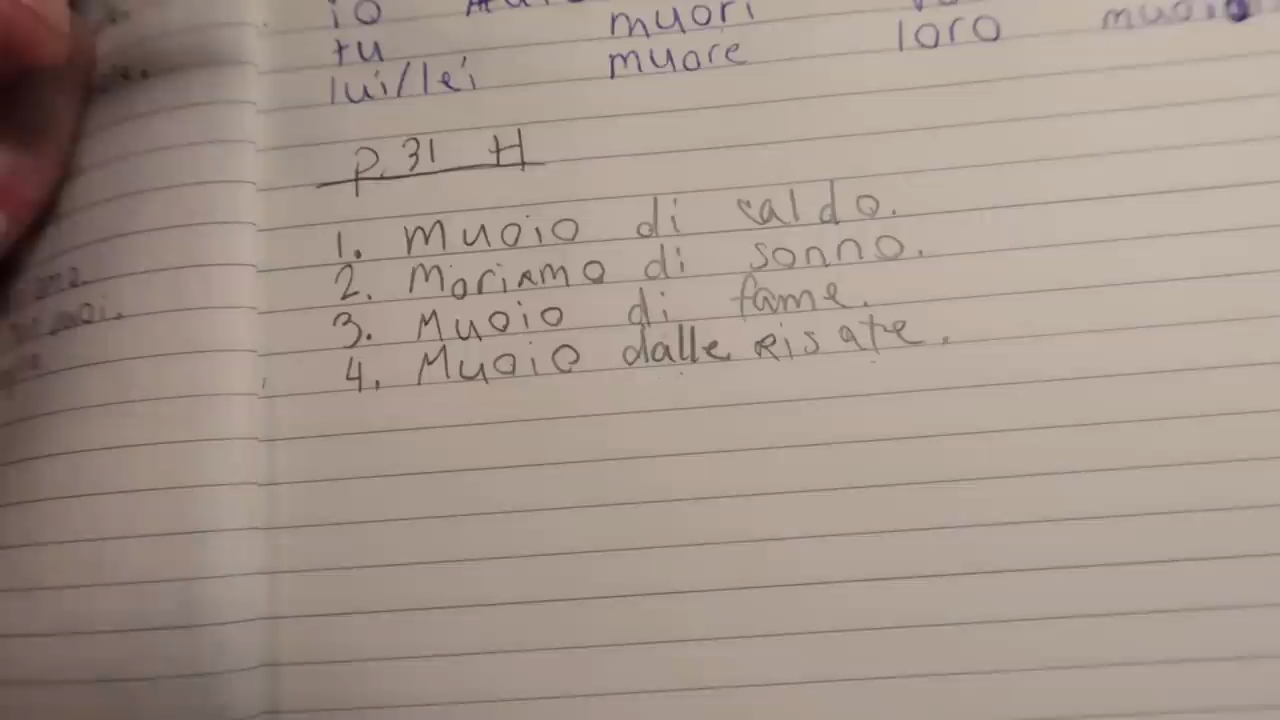 io muori
tu muore loro
lui/lei
P. 31 H
1. Muoio di caldo.
2. Moriamo di sonno.
3. Muoio di fame.
4. Muoio dalle risate.